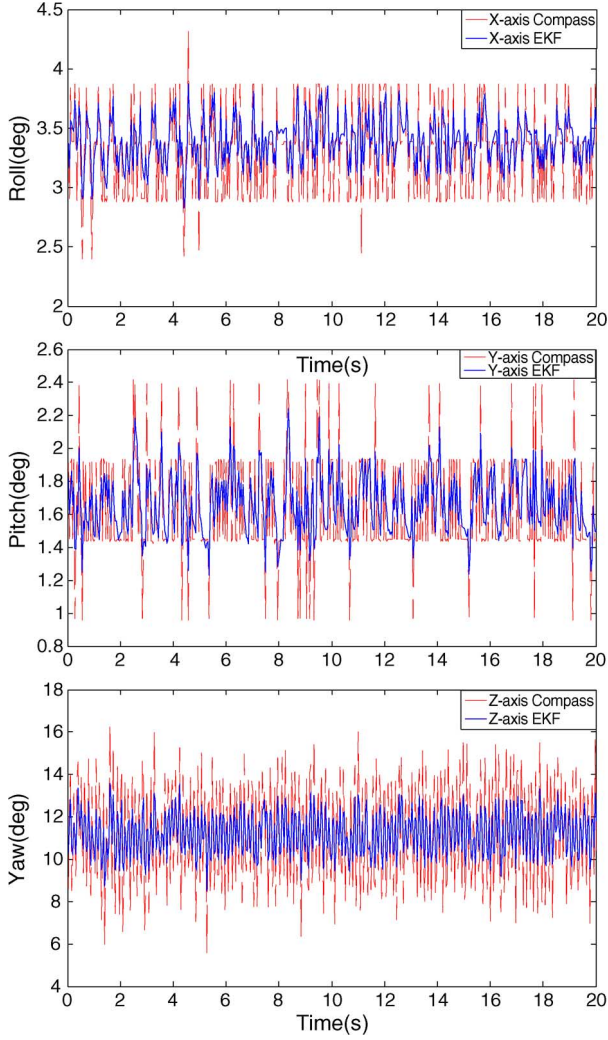 4.5
X-axis Compass
X-axis EKF
4
3.5
3
2.5
2
Roll(deg)
0 2 4 6 8 10 12 14 16 18 20
Time(s)
2.6
Y-axis Compass
Y-axis EKF
2.4
2.2
2
1.8
1.6
1.4
1.2
1
0.8
Pitch(deg)
0 2 4 6 8 10 12 14 16 18 20
18
Z-axis Compass
Z-axis EKF
16
14
12
10
8
6
4
Yaw(deg)
0 2 4 6 8 10 12 14 16 18 20
Time(s)